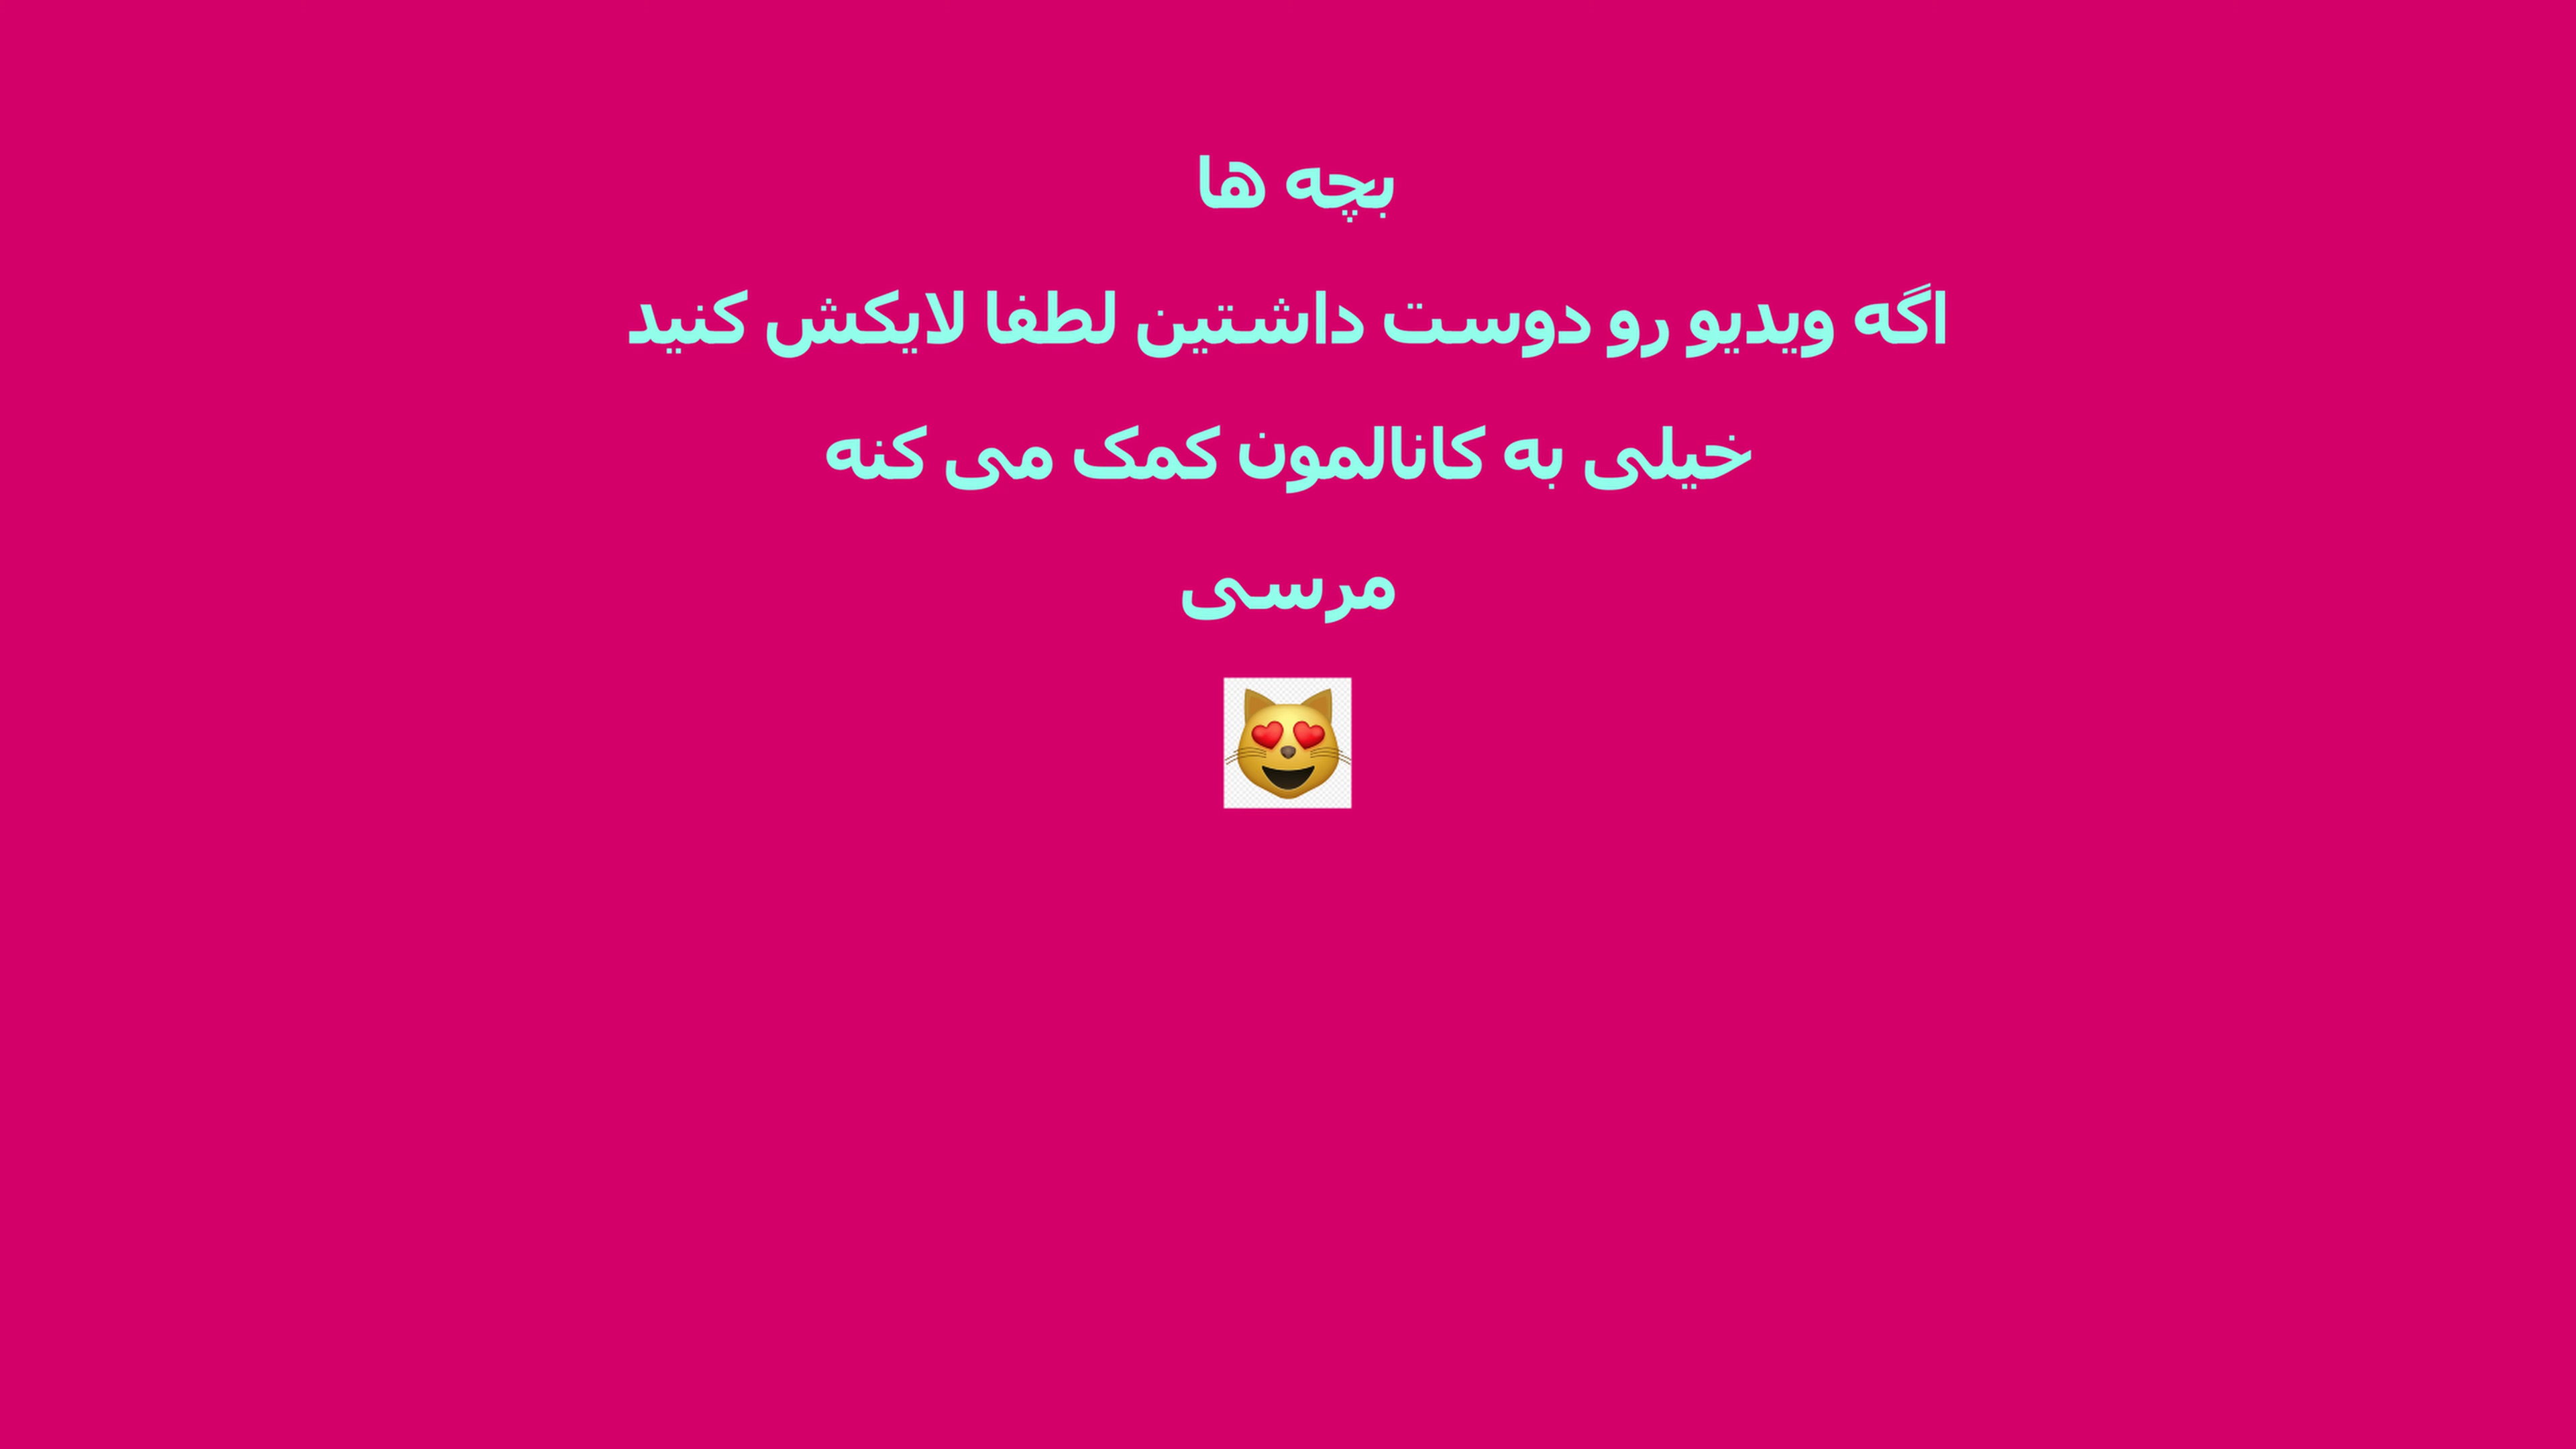 بچه ها
اگه ویدیو رو دوست داشتین لطفا لایکش کنید
خیلی به کانالمون کمک می کنه
مرسی